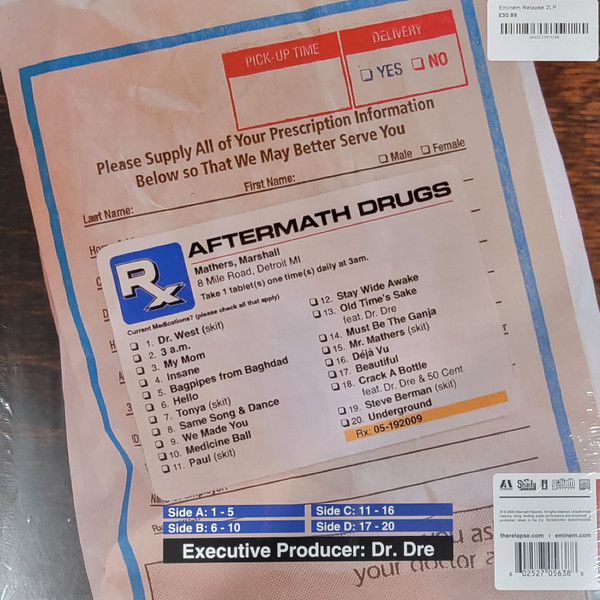 Eminem Relapse 2LP
£30.99
PICK-UP TIME
DELIVERY
YES NO
Please Supply All of Your Prescription Information
Below so That We May Better Serve You
Male Female
First Name:
Last Name:
AFTERMATH DRUGS
Rx
Mathers, Marshall
8 Mile Road, Detroit MI
Take 1 tablet(s) one time(s) daily at 3am.
Current Medications? (please check all that apply)
1. Dr. West (skit)
2. 3 a.m.
3. My Mom
4. Insane
5. Bagpipes from Baghdad
6. Hello
7. Tonya (skit)
8. Same Song & Dance
9. We Made You
10. Medicine Ball
11. Paul (skit)
12. Stay Wide Awake
13. Old Time's Sake
feat. Dr. Dre
14. Must Be The Ganja
15. Mr. Mathers (skit)
16. Déjà Vu
17. Beautiful
18. Crack A Bottle
feat. Dr. Dre & 50 Cent
19. Steve Berman (skit)
20. Underground
Rx: 05-192009
Side A: 1 - 5
Side B: 6 - 10
Side C: 11 - 16
Side D: 17 - 20
Executive Producer: Dr. Dre
you as
your doctor a
Shady
therelapse.com | eminem.com
6 02527 05638